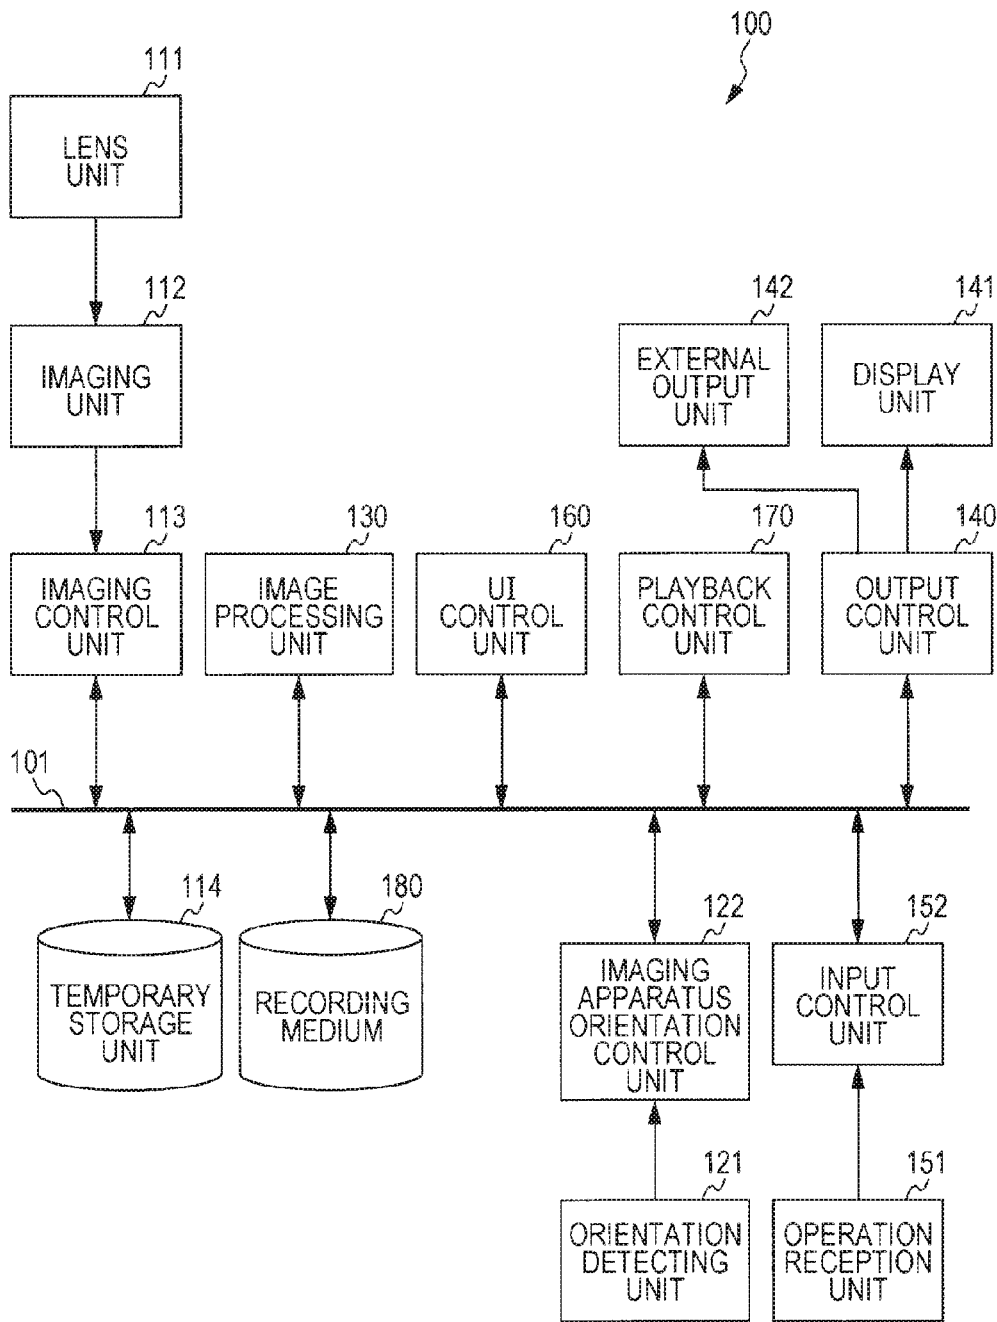 100
111
LENS
UNIT
112
IMAGING
UNIT
142
EXTERNAL
OUTPUT
UNIT
141
DISPLAY
UNIT
113
IMAGING
CONTROL
UNIT
130
IMAGE
PROCESSING
UNIT
160
UI
CONTROL
UNIT
170
PLAYBACK
CONTROL
UNIT
140
OUTPUT
CONTROL
UNIT
101
114
TEMPORARY
STORAGE
UNIT
180
RECORDING
MEDIUM
122
IMAGING
APPARATUS
ORIENTATION
CONTROL
UNIT
152
INPUT
CONTROL
UNIT
121
ORIENTATION
DETECTING
UNIT
151
OPERATION
RECEPTION
UNIT